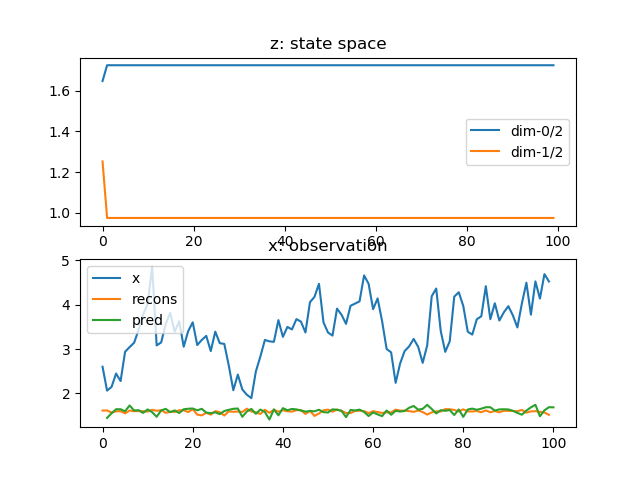 z: state space
1.6
1.4
1.2
1.0
dim-0/2
dim-1/2
0 20 40 60 80 100
x: observation
5
4
3
2
x
recons
pred
0 20 40 60 80 100